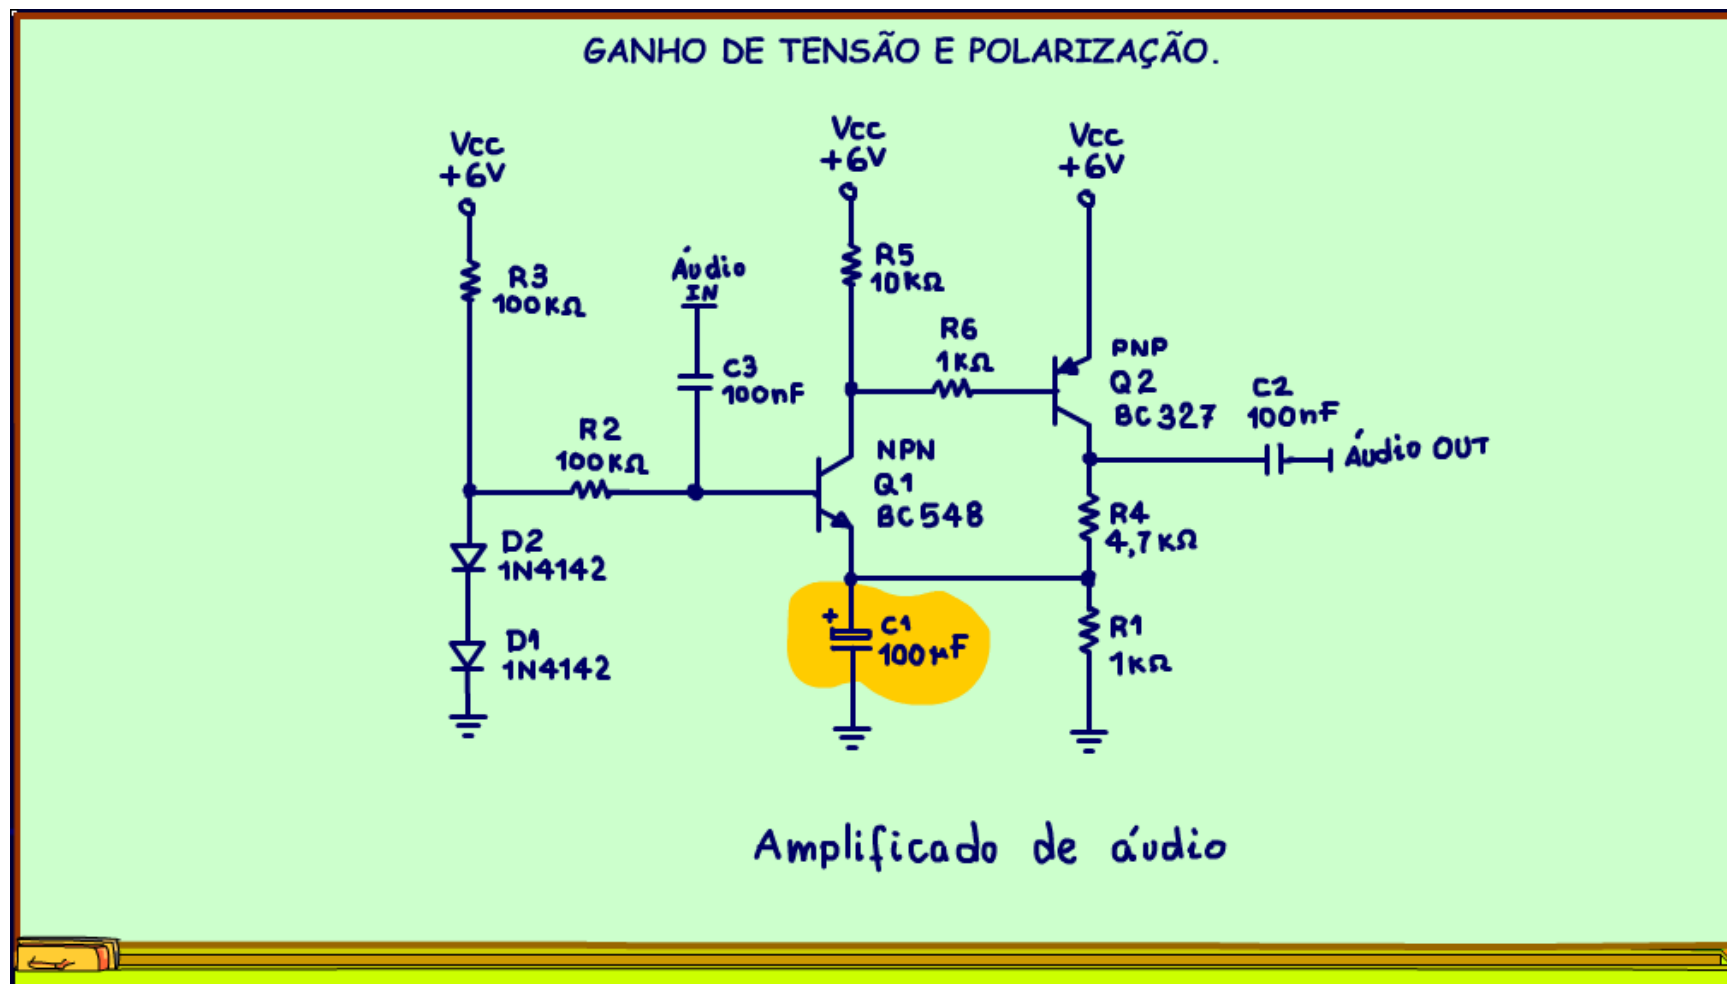 GANHO DE TENSÃO E POLARIZAÇÃO.
Vcc
+6V
Vcc
+6V
Vcc
+6V
R3
100KΩ
Áudio
IN
R5
10KΩ
C3
100nF
R6
1KΩ
PNP
Q2
BC327
C2
100nF
Áudio OUT
R2
100KΩ
NPN
Q1
BC548
R4
4,7KΩ
D2
1N4142
D1
1N4142
+
C1
100µF
R1
1KΩ
Amplificado de áudio